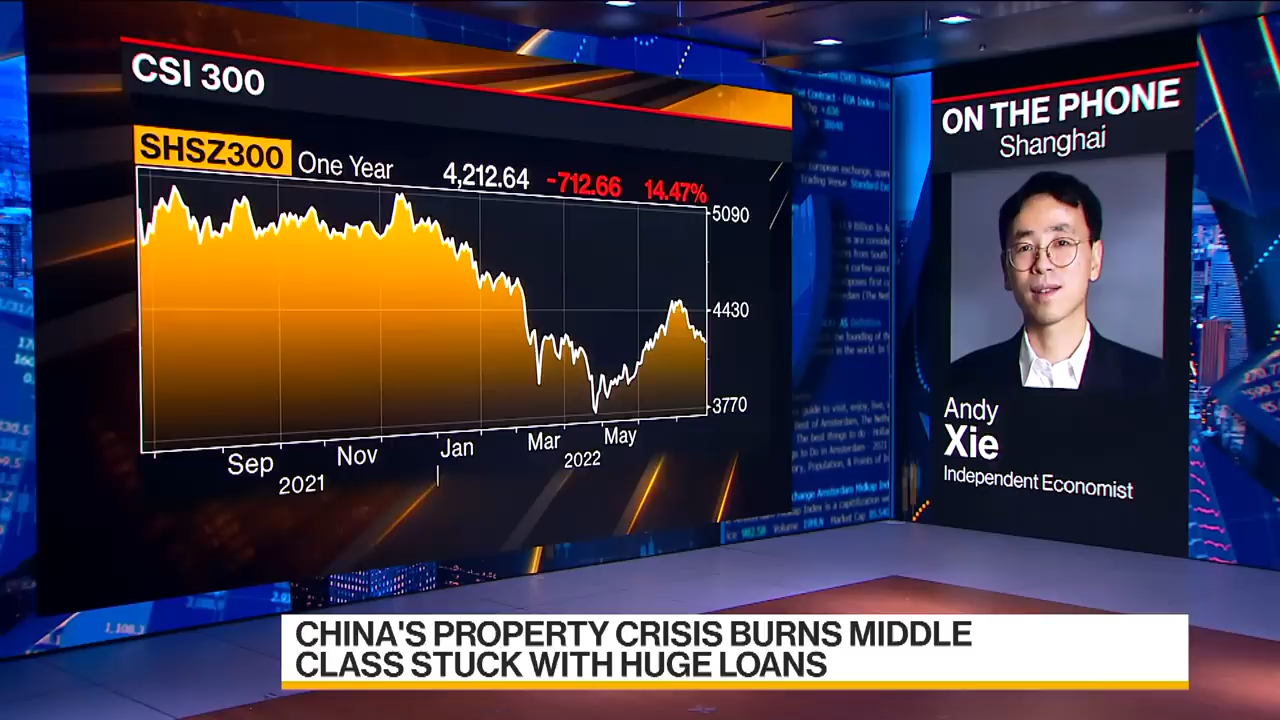 CSI 300
SHSZ300 One Year 4,212.64 -712.66 14.47%
5090
4430
3770
Sep Nov Jan Mar May
2021 2022
ON THE PHONE
Shanghai
Andy
Xie
Independent Economist
CHINA'S PROPERTY CRISIS BURNS MIDDLE
CLASS STUCK WITH HUGE LOANS